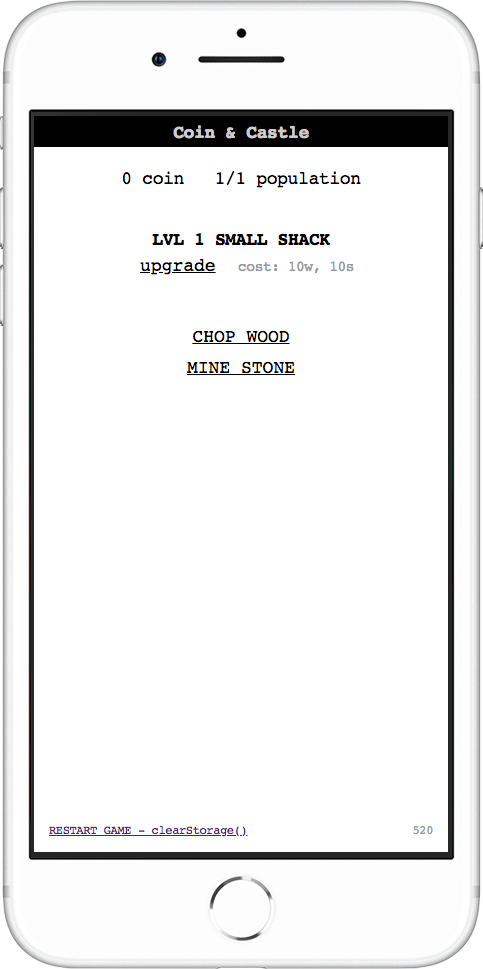 Coin & Castle
0 coin 1/1 population
LVL 1 SMALL SHACK
upgrade cost: 10w, 10s
CHOP WOOD
MINE STONE
RESTART GAME - clearStorage() 520